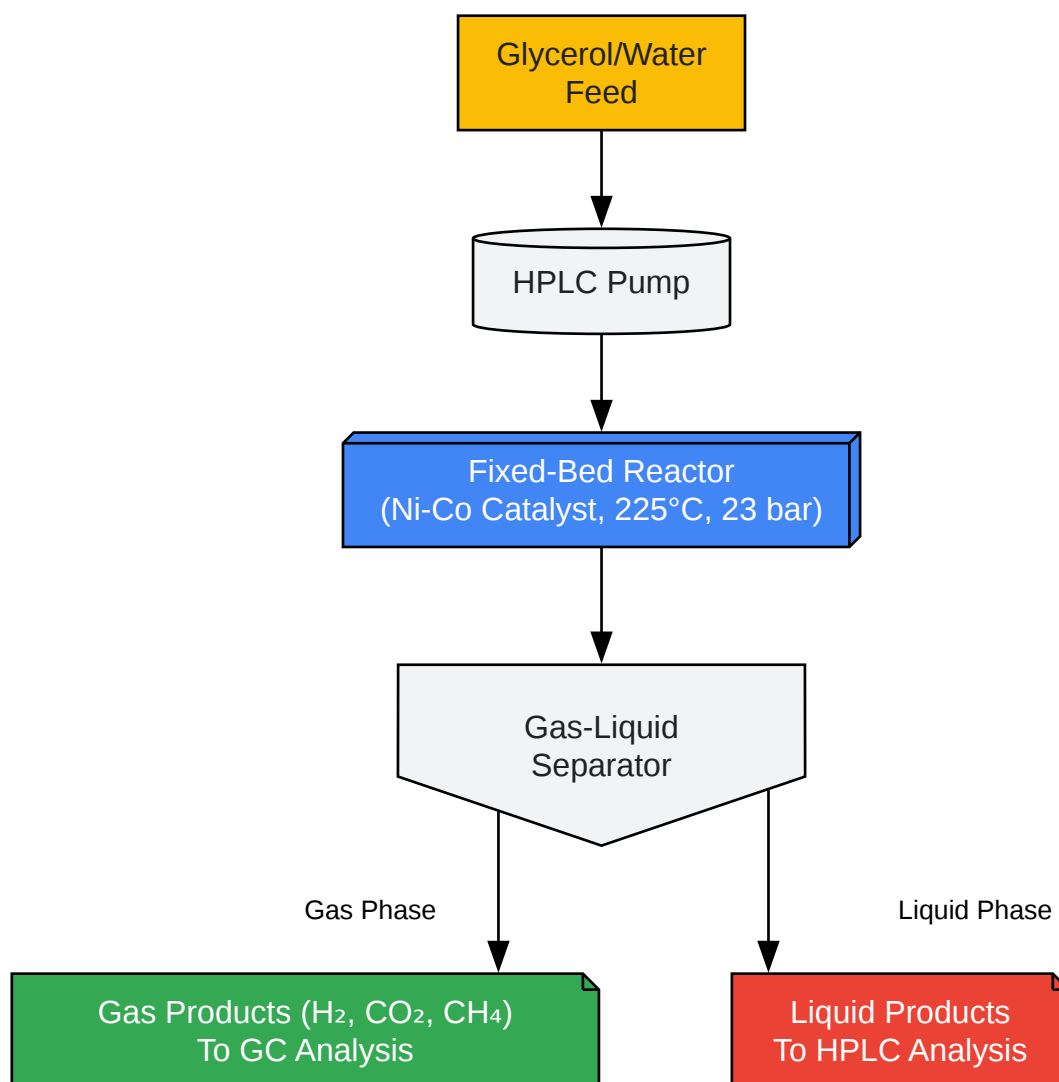 Glycerol/Water
Feed
HPLC Pump
Fixed-Bed Reactor
(Ni-Co Catalyst, 225°C, 23 bar)
Gas-Liquid
Separator
Gas Phase
Liquid Phase
Gas Products (H₂, CO₂, CH₄)
To GC Analysis
Liquid Products
To HPLC Analysis